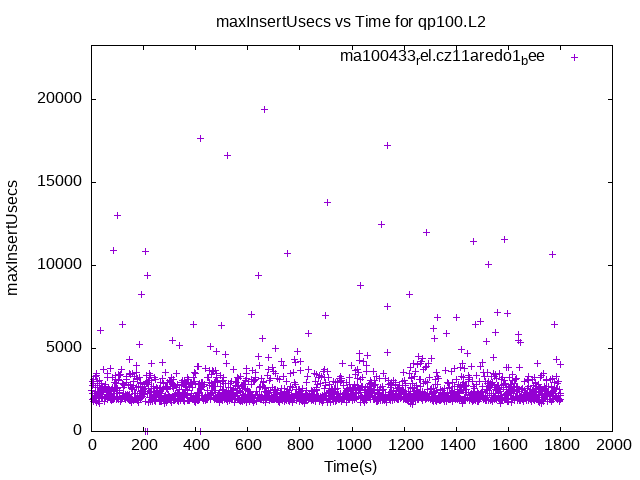 maxInsertUsecs vs Time for qp100.L2
ma100433rel.cz11aredo1bee
20000
15000
10000
5000
0
maxInsertUsecs
0 200 400 600 800 1000 1200 1400 1600 1800 2000
Time(s)